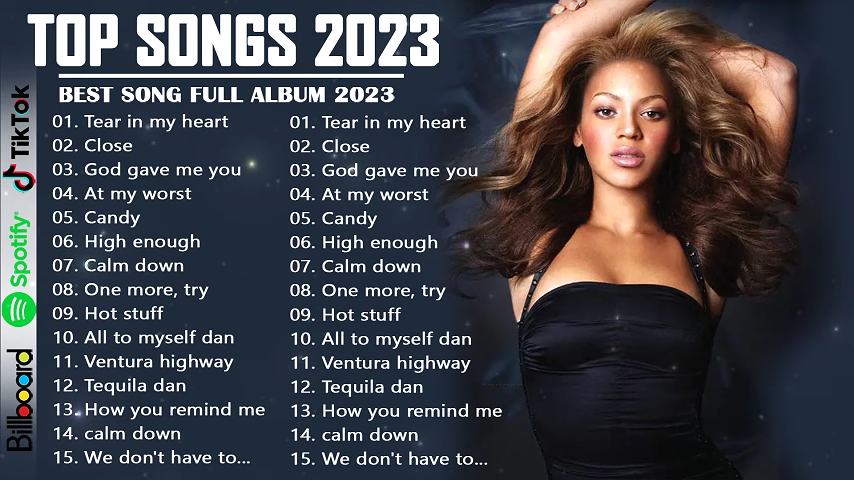 TOP SONGS 2023
BEST SONG FULL ALBUM 2023
TikTok
Spotify®
Billboard
01. Tear in my heart
02. Close
03. God gave me you
04. At my worst
05. Candy
06. High enough
07. Calm down
08. One more, try
09. Hot stuff
10. All to myself dan
11. Ventura highway
12. Tequila dan
13. How you remind me
14. calm down
15. We don't have to...
01. Tear in my heart
02. Close
03. God gave me you
04. At my worst
05. Candy
06. High enough
07. Calm down
08. One more, try
09. Hot stuff
10. All to myself dan
11. Ventura highway
12. Tequila dan
13. How you remind me
14. calm down
15. We don't have to...